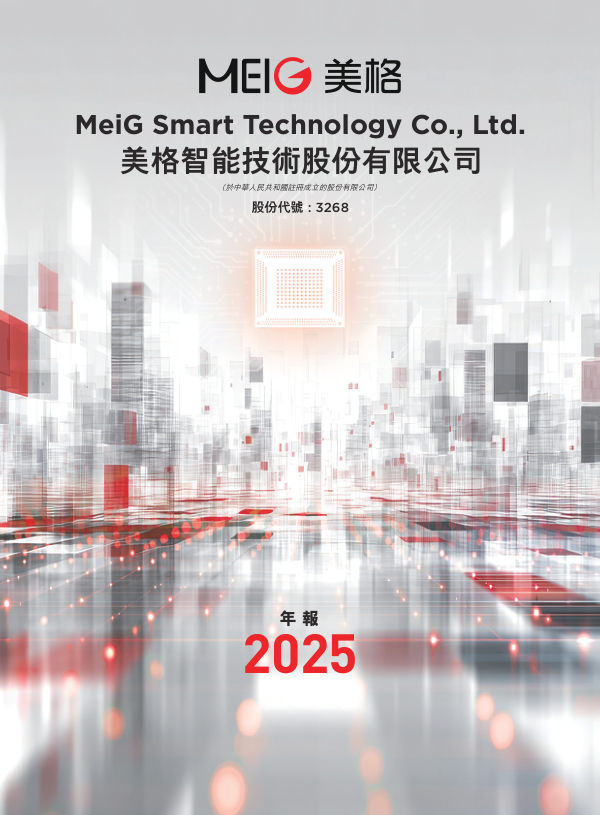 MEIG 美格
MeiG Smart Technology Co., Ltd.
美格智能技術股份有限公司
（於中華人民共和國註冊成立的股份有限公司）
股份代號：3268
年報
2025